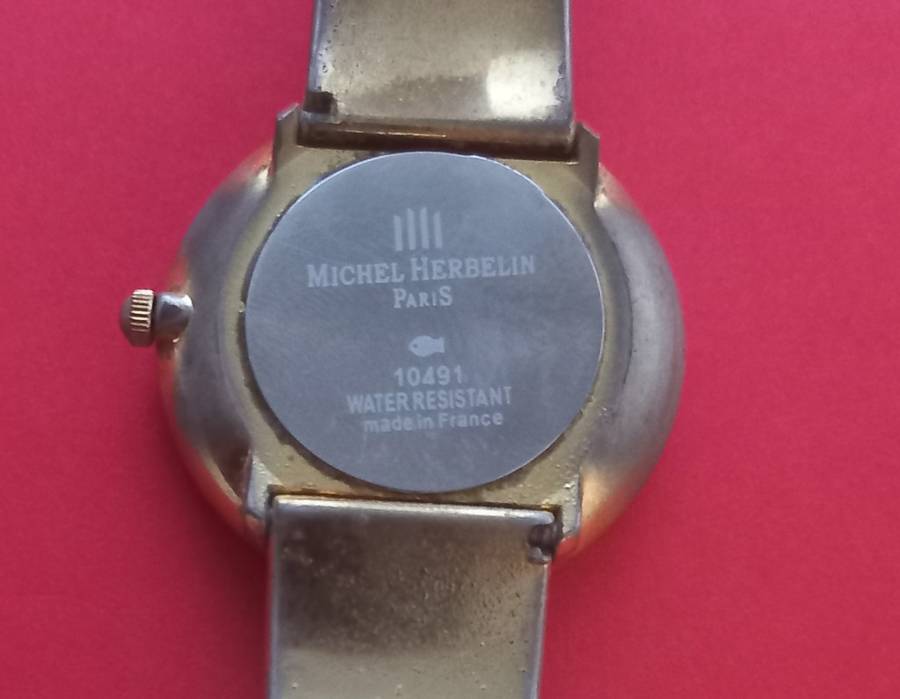 MICHEL HERBELIN
PARIS
10491
WATER RESISTANT
made in France